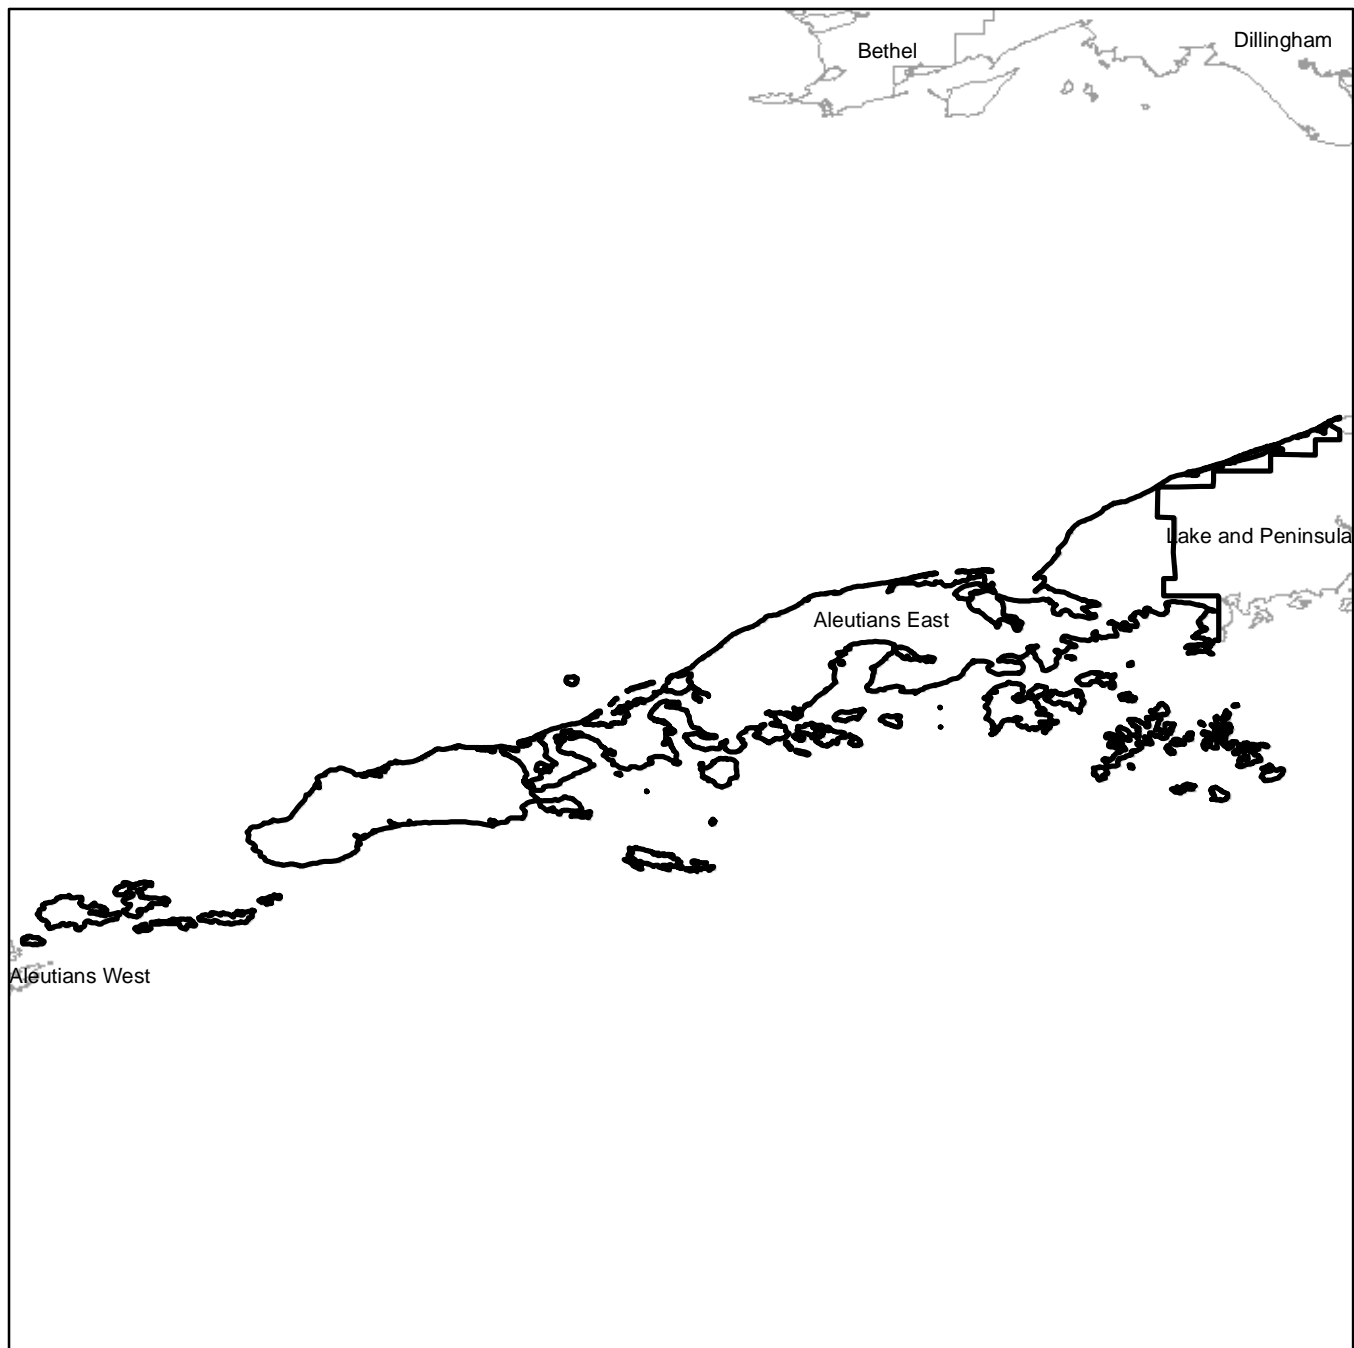 Dillingham
Bethel
Lake and Peninsula
Aleutians East
Aleutians West